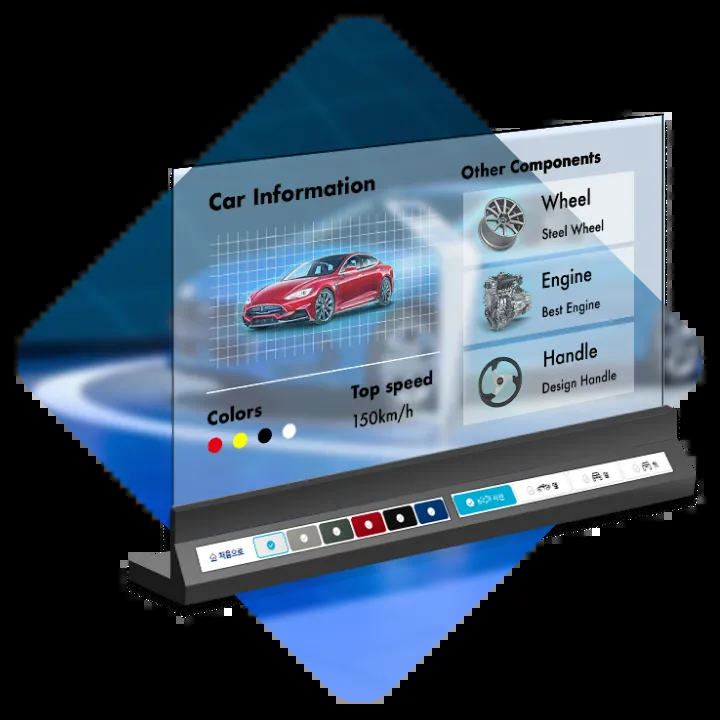 Car Information
Colors
Top speed
150km/h
Other Components
Wheel
Steel Wheel
Engine
Best Engine
Handle
Design Handle
처음으로